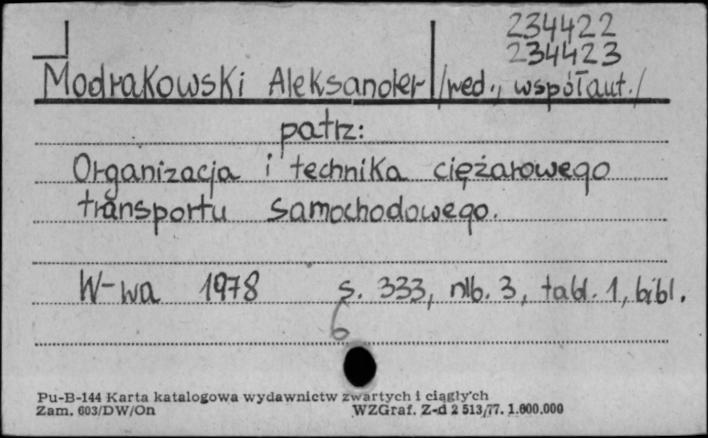 234422
234423
Modrakowski Aleksander /red., współaut./
patrz:
Organizacja i technika ciężarowego
transportu samochodowego.
W-wa 1978 s. 333, nlb. 3, tabl. 1, bibl.
6
Pu-B-144 Karta katalogowa wydawnictw zwartych i ciągłych
Zam. 603/DW/On WZGraf. Z-d 2 513/77. 1.600.000